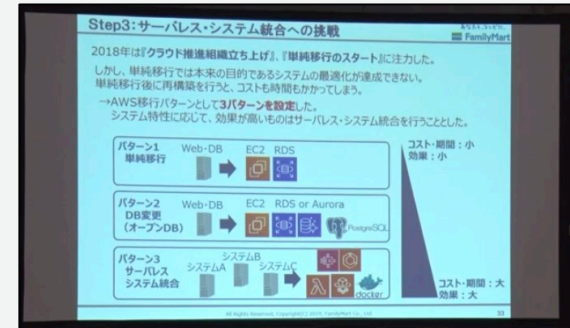 Step3:サーバレス・システム統合への挑戦
FamilyMart
2018年は『クラウド推進組織立ち上げ』、『単純移行のスタート』に注力した。
しかし、単純移行では本来の目的であるシステムの最適化が達成できない。
単純移行後に再構築を行うと、コストも時間もかかってしまう。
→AWS移行パターンとして3パターンを設定した。
システム特性に応じて、効果が高いものはサーバレス・システム統合を行うこととした。
パターン1
単純移行
Web・DB
EC2 RDS
コスト・期間:小
効果:小
パターン2
DB変更
(オープンDB)
Web・DB
EC2 RDS or Aurora
PostgreSQL
パターン3
サーバレス
システム統合
システムA
システムB
システムC
docker
コスト・期間:大
効果:大
All Rights Reserved, Copyright(C) 2019, FamilyMart Co., Ltd.